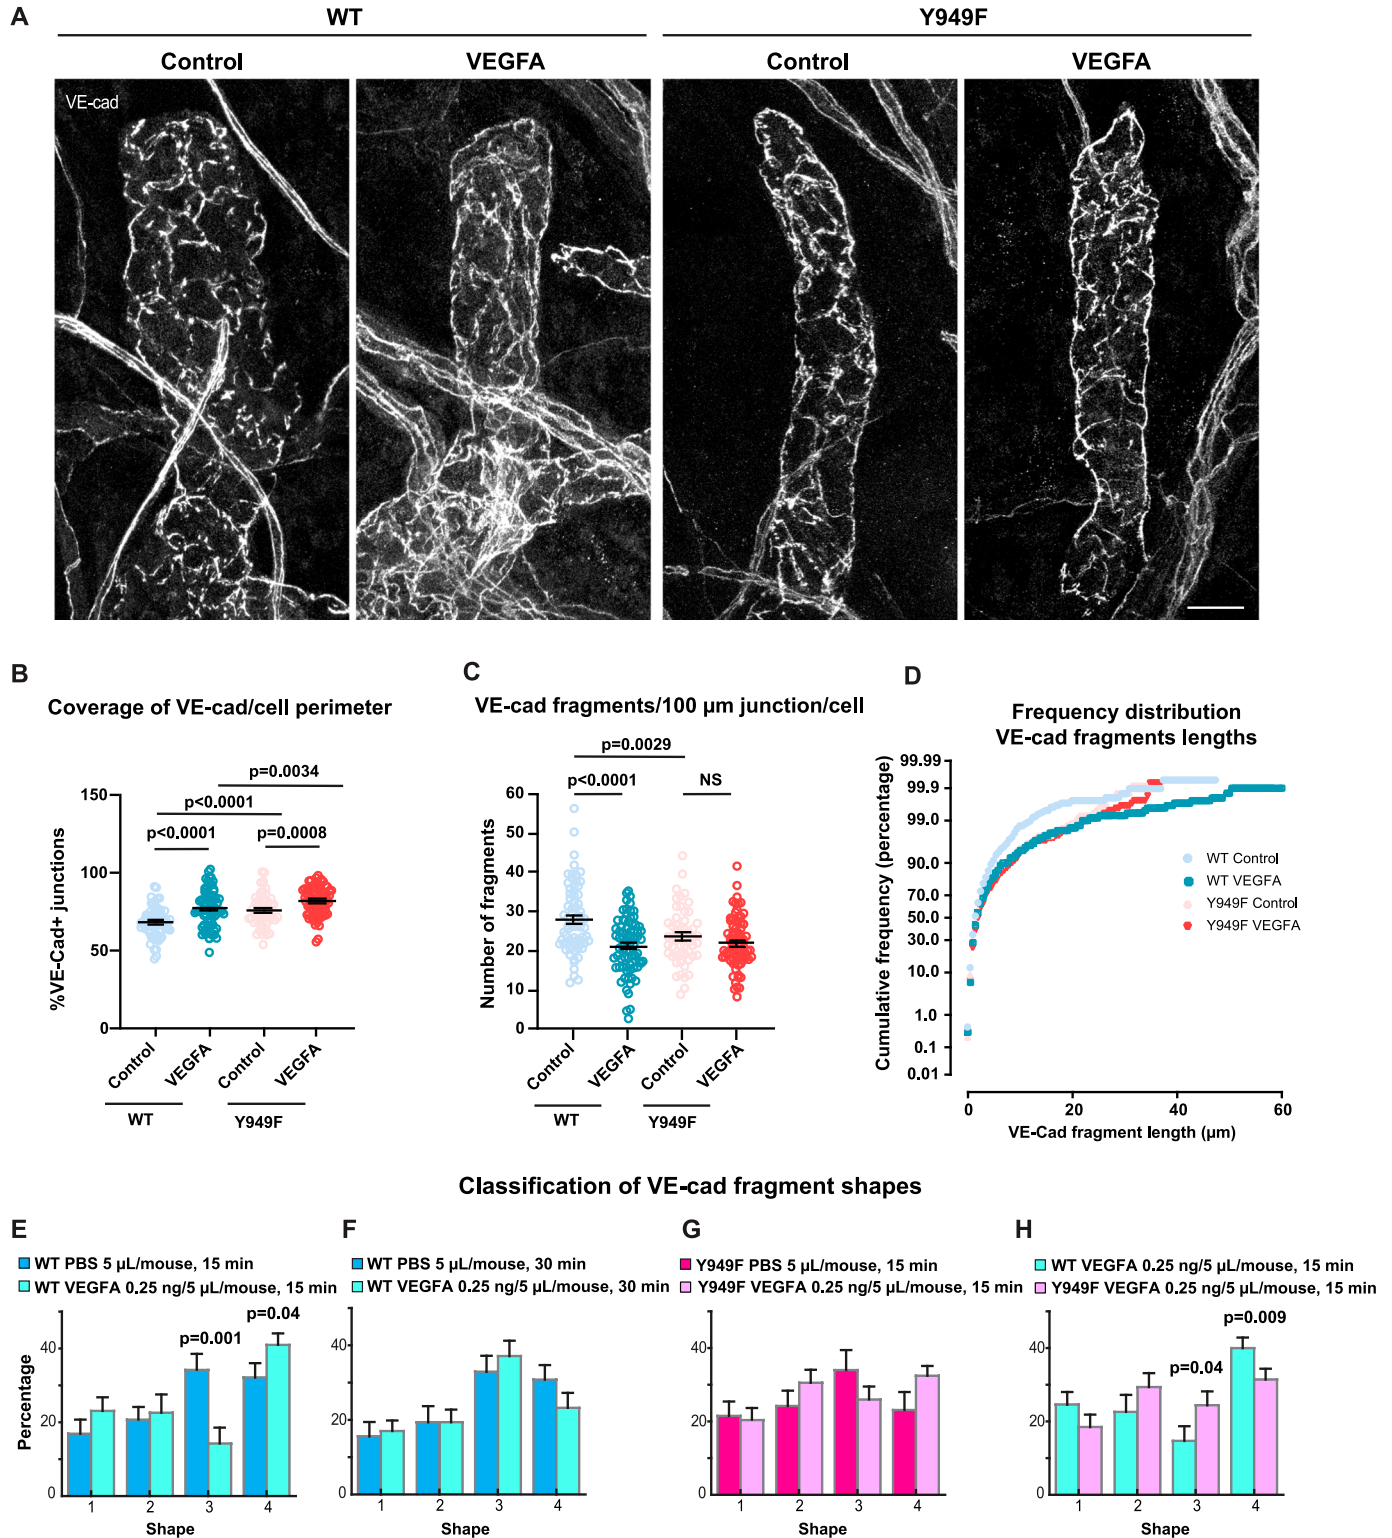 A
WT
Y949F
Control
VEGFA
Control
VEGFA
VE-cad
B
Coverage of VE-cad/cell perimeter
p=0.0034
p<0.0001
p<0.0001
p=0.0008
150
100
50
0
%VE-Cad+ junctions
Control
VEGFA
Control
VEGFA
WT
Y949F
C
VE-cad fragments/100 µm junction/cell
p=0.0029
p<0.0001
NS
60
50
40
30
20
10
0
Number of fragments
Control
VEGFA
Control
VEGFA
WT
Y949F
D
Frequency distribution
VE-cad fragments lengths
99.99
99.9
99.0
90.0
70.0
50.0
30.0
10.0
1.0
0.1
0.01
Cumulative frequency (percentage)
WT Control
WT VEGFA
Y949F Control
Y949F VEGFA
0
20
40
60
VE-Cad fragment length (µm)
Classification of VE-cad fragment shapes
E
WT PBS 5 µL/mouse, 15 min
WT VEGFA 0.25 ng/5 µL/mouse, 15 min
p=0.001
p=0.04
40
20
0
Percentage
1
2
3
4
Shape
F
WT PBS 5 µL/mouse, 30 min
WT VEGFA 0.25 ng/5 µL/mouse, 30 min
40
20
0
1
2
3
4
Shape
G
Y949F PBS 5 µL/mouse, 15 min
Y949F VEGFA 0.25 ng/5 µL/mouse, 15 min
40
20
0
1
2
3
4
Shape
H
WT VEGFA 0.25 ng/5 µL/mouse, 15 min
Y949F VEGFA 0.25 ng/5 µL/mouse, 15 min
p=0.009
p=0.04
40
20
0
1
2
3
4
Shape